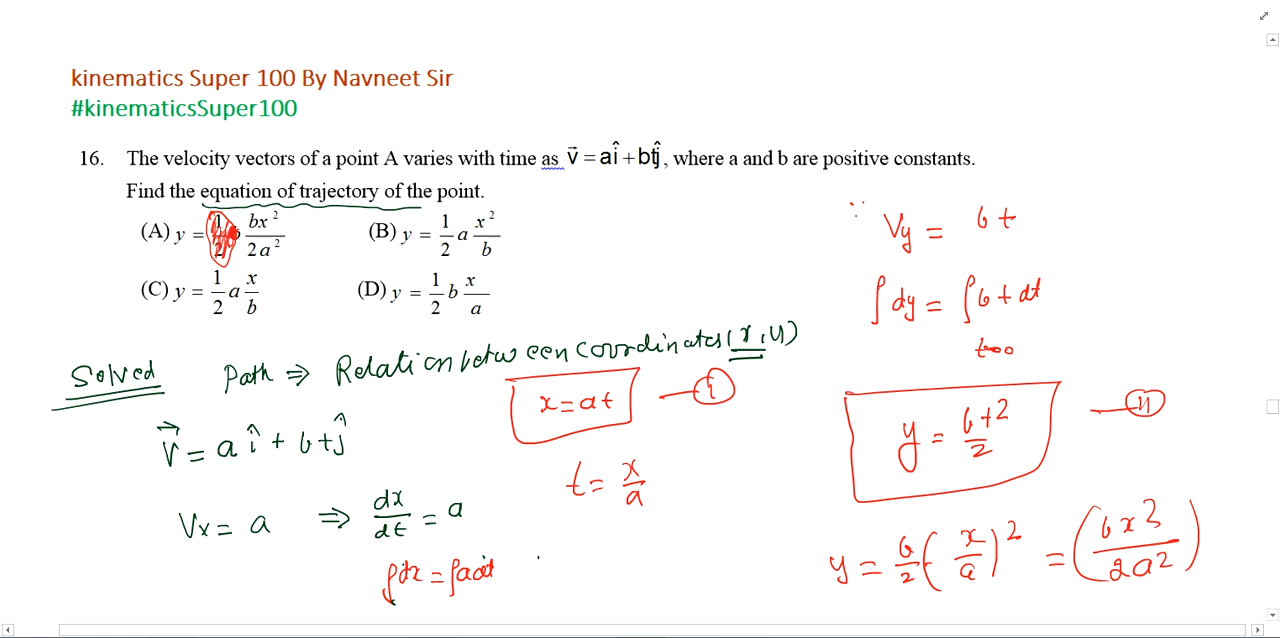 kinematics Super 100 By Navneet Sir
#kinematicsSuper100
16. The velocity vectors of a point A varies with time as v⃗ = aî + btĵ, where a and b are positive constants.
Find the equation of trajectory of the point.
(A) y = bx²/2a² (B) y = 1/2 a x²/b
(C) y = 1/2 a x/b (D) y = 1/2 b x/a
Solved Path ⇒ Relation between coordinates (x, y)
v⃗ = a î + bt ĵ
Vx = a ⇒ dx/dt = a
∫dx = ∫a dt
x = at — (i)
t = x/a
∵ Vy = bt
∫dy = ∫bt dt
t=0
y = bt²/2 — (ii)
y = b/2 (x/a)² = (bx²/2a²)